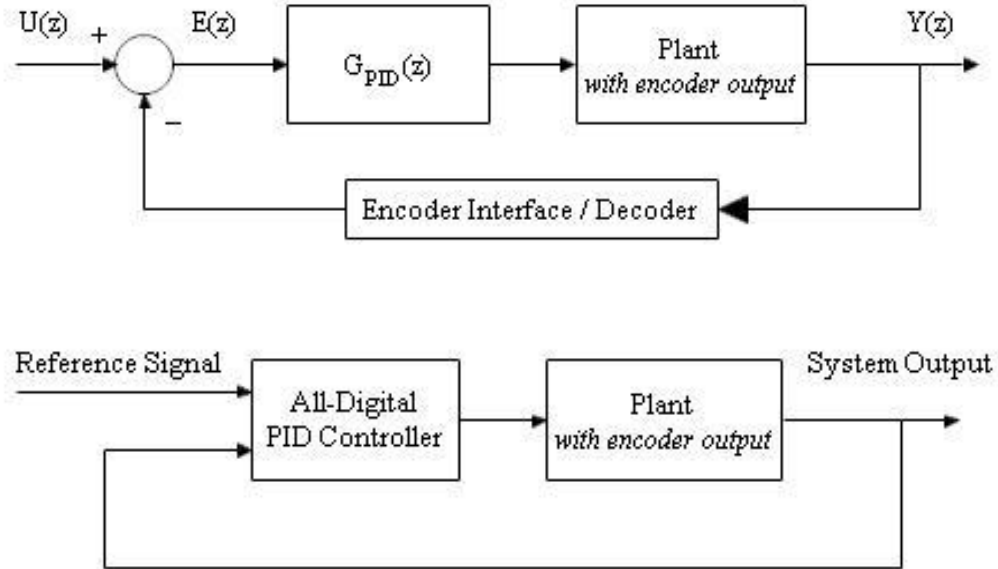 U(z)
+
E(z)
G_PID(z)
Plant
with encoder output
Y(z)
−
Encoder Interface / Decoder
Reference Signal
All-Digital
PID Controller
Plant
with encoder output
System Output